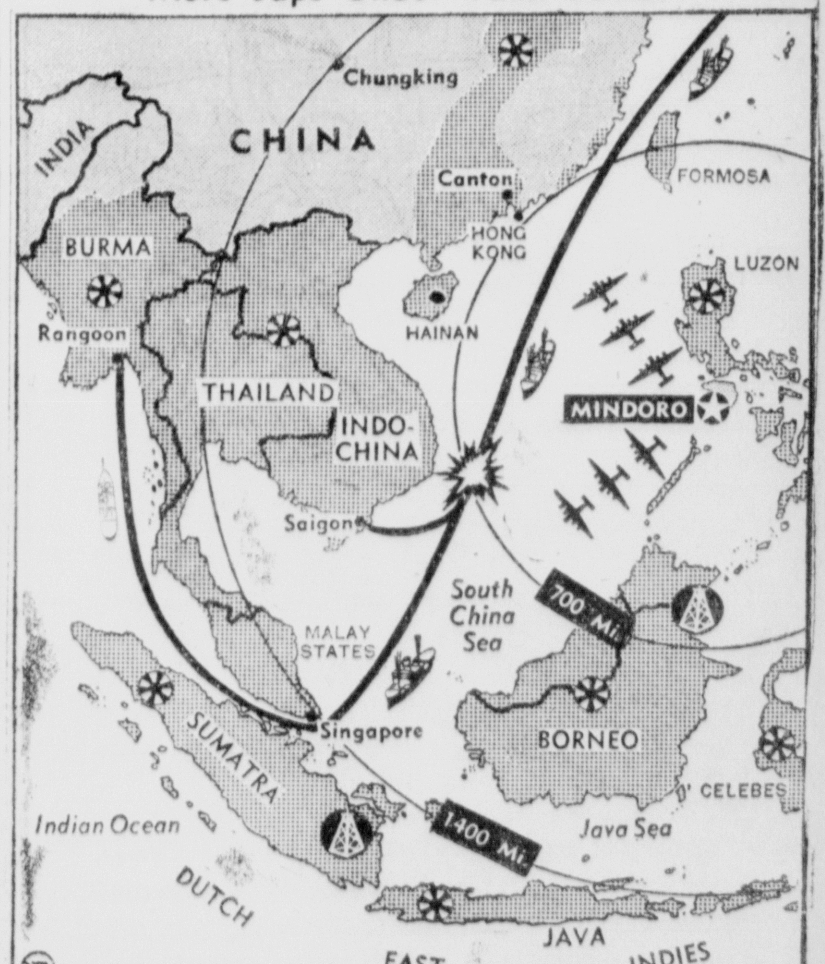 Chungking
INDIA
CHINA
Canton
FORMOSA
HONG
KONG
BURMA
LUZON
Rangoon
HAINAN
THAILAND
MINDORO
INDO-
CHINA
Saigon
South
China
Sea
700 Mi.
MALAY
STATES
Singapore
SUMATRA
BORNEO
CELEBES
Indian Ocean
1400 Mi.
Java Sea
DUTCH
JAVA
EAST
INDIES